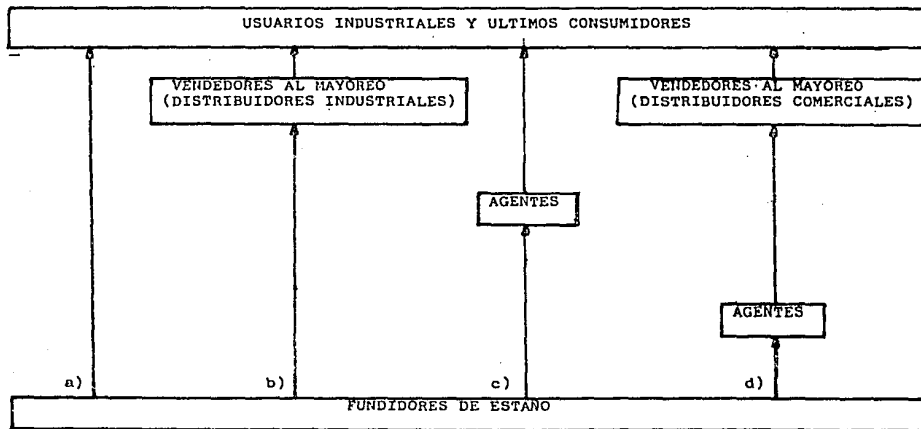 USUARIOS INDUSTRIALES Y ULTIMOS CONSUMIDORES
VENDEDORES AL MAYOREO
(DISTRIBUIDORES INDUSTRIALES)
VENDEDORES AL MAYOREO
(DISTRIBUIDORES COMERCIALES)
AGENTES
AGENTES
a)
b)
c)
d)
FUNDIDORES DE ESTAÑO